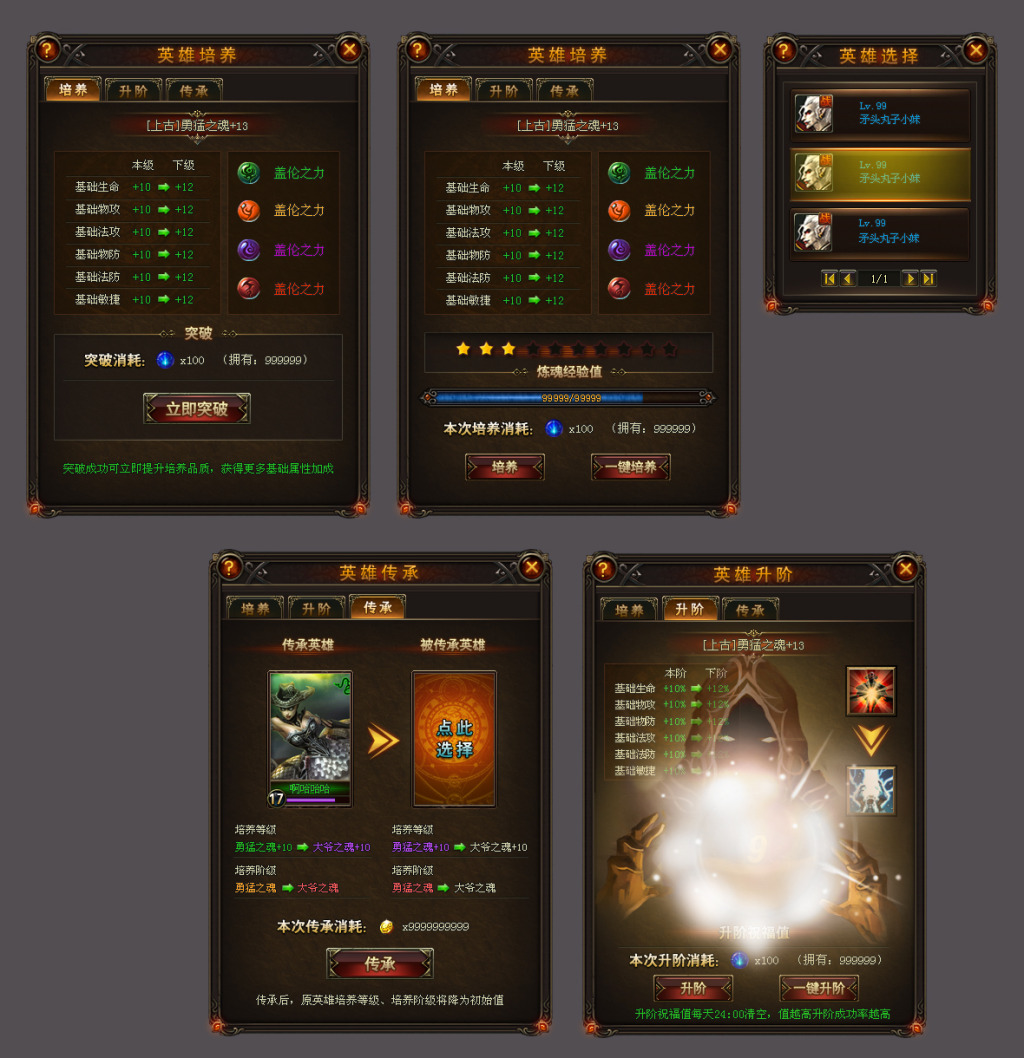 英雄培养
培养 升阶 传承
[上古]勇猛之魂+13
本级 下级
基础生命 +10 +12
基础物攻 +10 +12
基础法攻 +10 +12
基础物防 +10 +12
基础法防 +10 +12
基础敏捷 +10 +12
盖伦之力
盖伦之力
盖伦之力
盖伦之力
突破
突破消耗: x100 (拥有: 999999)
立即突破
突破成功可立即提升培养品质, 获得更多基础属性加成
英雄培养
培养 升阶 传承
[上古]勇猛之魂+13
本级 下级
基础生命 +10 +12
基础物攻 +10 +12
基础法攻 +10 +12
基础物防 +10 +12
基础法防 +10 +12
基础敏捷 +10 +12
盖伦之力
盖伦之力
盖伦之力
盖伦之力
炼魂经验值
99999/99999
本次培养消耗: x100 (拥有: 999999)
培养 一键培养
英雄选择
Lv.99
矛头丸子小妹
Lv.99
矛头丸子小妹
Lv.99
矛头丸子小妹
1/1
英雄传承
培养 升阶 传承
传承英雄 被传承英雄
啊哈哈哈
17
点此
选择
培养等级 培养等级
勇猛之魂+10 大爷之魂+10 勇猛之魂+10 大爷之魂+10
培养阶级 培养阶级
勇猛之魂 大爷之魂 勇猛之魂 大爷之魂
本次传承消耗: x9999999999
传承
传承后, 原英雄培养等级、培养阶级将降为初始值
英雄升阶
培养 升阶 传承
[上古]勇猛之魂+13
本阶 下阶
基础生命 +10% +12%
基础物攻 +10% +12%
基础物防 +10% +12%
基础法攻 +10%
基础法防 +10%
基础敏捷
升阶祝福值
本次升阶消耗: x100 (拥有: 999999)
升阶 一键升阶
升阶祝福值每天24:00清空, 值越高升阶成功率越高